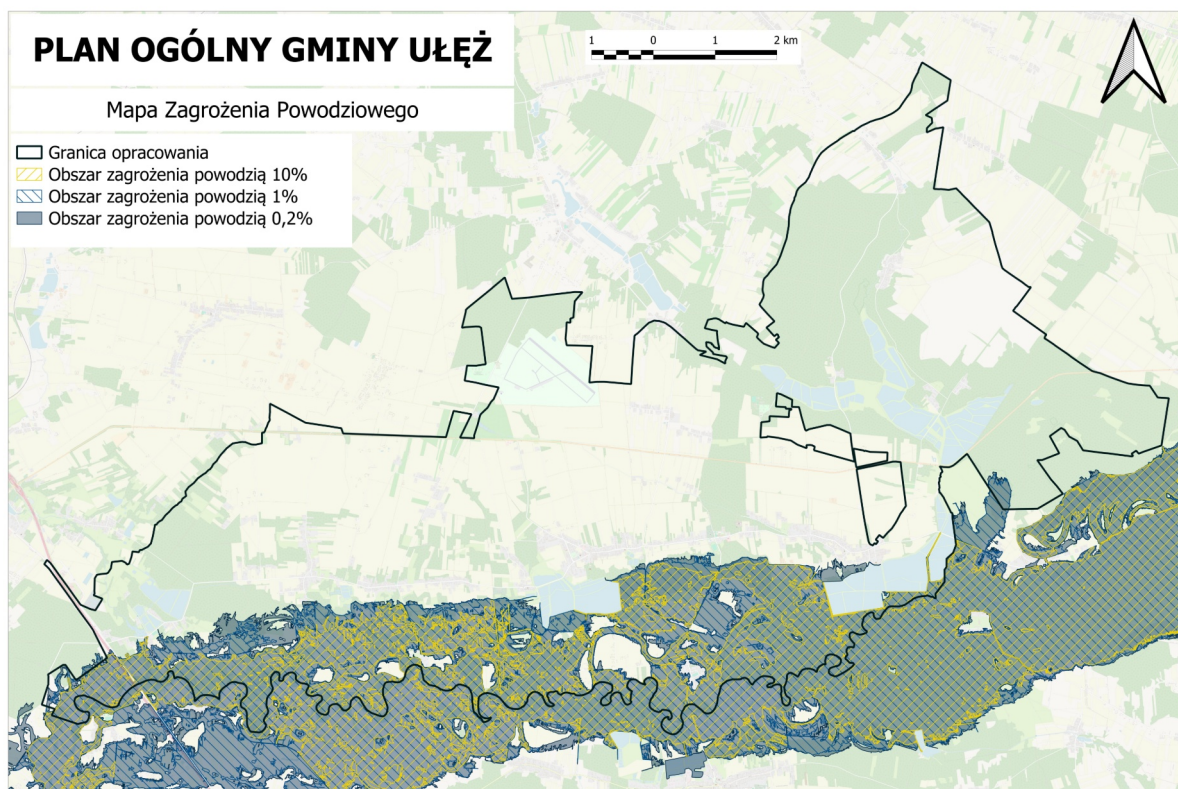 PLAN OGÓLNY GMINY UŁĘŻ
Mapa Zagrożenia Powodziowego
1 0 1 2 km
Granica opracowania
Obszar zagrożenia powodzią 10%
Obszar zagrożenia powodzią 1%
Obszar zagrożenia powodzią 0,2%